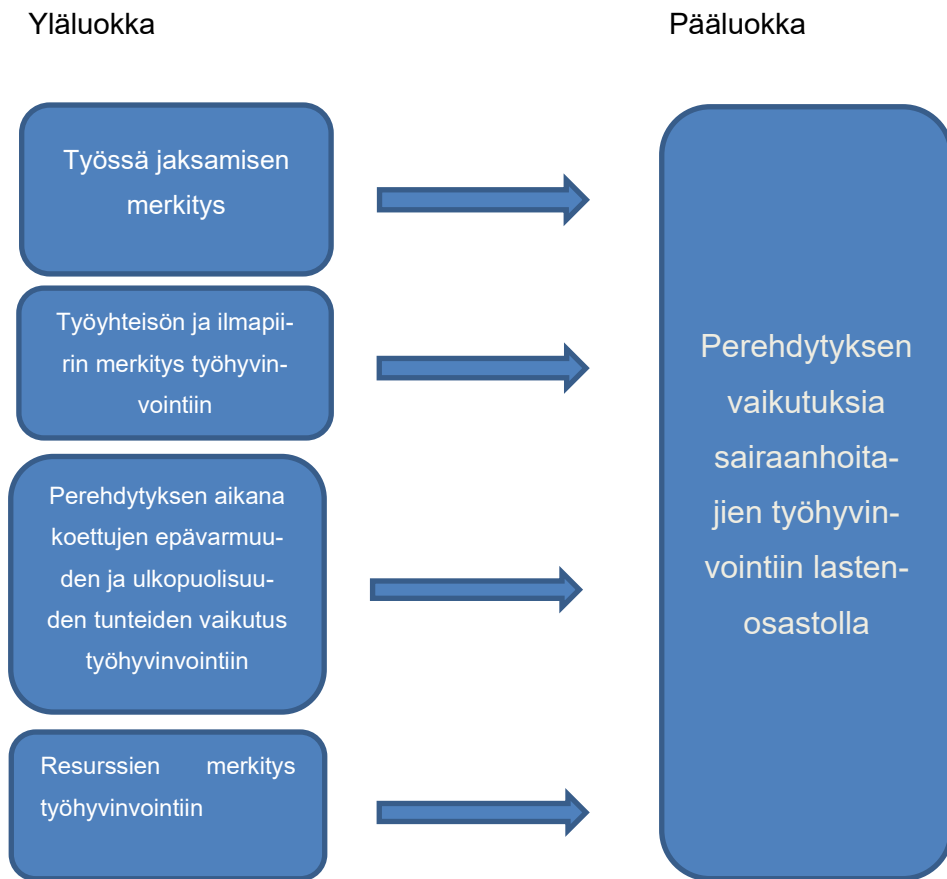 Yläluokka
Pääluokka
Työssä jaksamisen
merkitys
Työyhteisön ja ilmapii-
rin merkitys työhyvin-
vointiin
Perehdytyksen aikana
koettujen epävarmuu-
den ja ulkopuolisuu-
den tunteiden vaikutus
työhyvinvointiin
Resurssien merkitys
työhyvinvointiin
Perehdytyksen
vaikutuksia
sairaanhoita-
jien työhyvin-
vointiin lasten-
osastolla